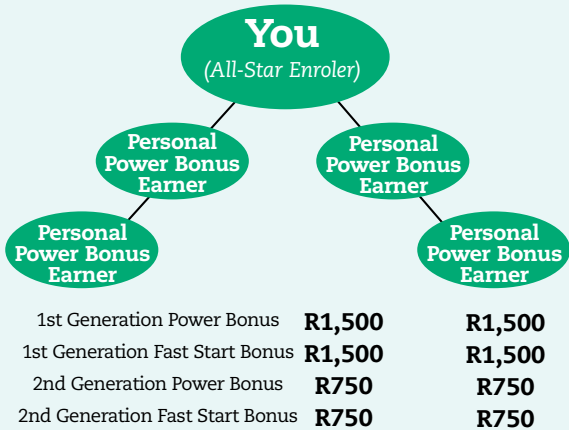 You
(All-Star Enroler)
Personal
Power Bonus
Earner
Personal
Power Bonus
Earner
Personal
Power Bonus
Earner
Personal
Power Bonus
Earner
1st Generation Power Bonus R1,500 R1,500
1st Generation Fast Start Bonus R1,500 R1,500
2nd Generation Power Bonus R750 R750
2nd Generation Fast Start Bonus R750 R750